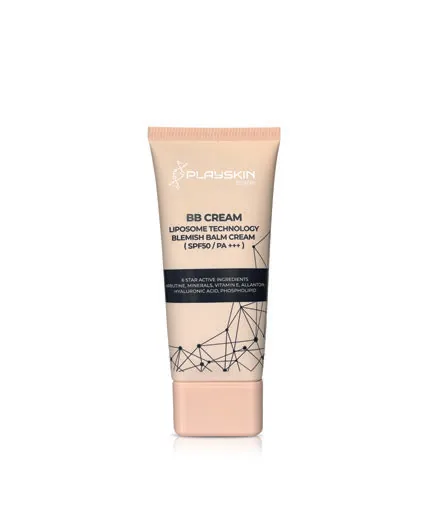 PLAYSKIN
BB CREAM
LIPOSOME TECHNOLOGY
BLEMISH BALM CREAM
( SPF50 / PA +++ )
6 STAR ACTIVE INGREDIENTS
ARBUTINE, MINERALS, VITAMIN E, ALLANTOIN,
HYALURONIC ACID, PHOSPHOLIPID